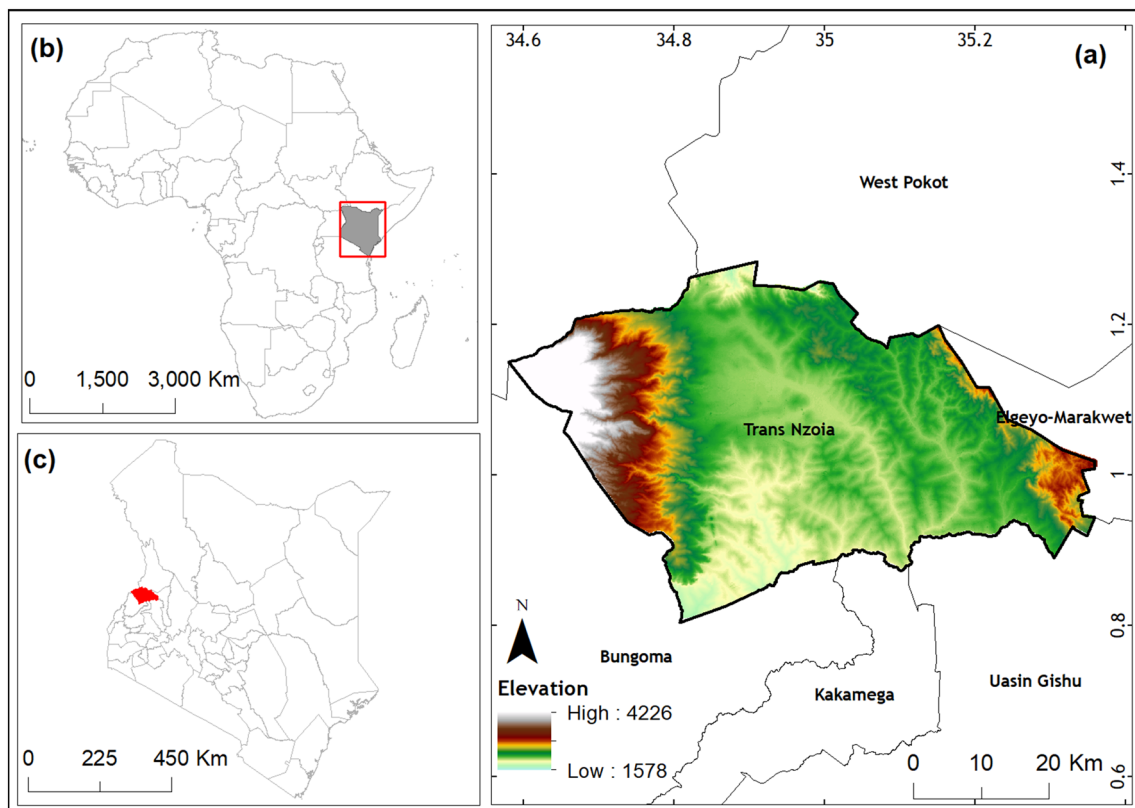 (b)
0 1,500 3,000 Km
(c)
0 225 450 Km
34.6 34.8 35 35.2
(a)
West Pokot
1.4
1.2
Elgeyo-Marakwet
Trans Nzoia
1
0.8
N
Bungoma
Kakamega
Uasin Gishu
Elevation
High : 4226
Low : 1578
0.6
0 10 20 Km